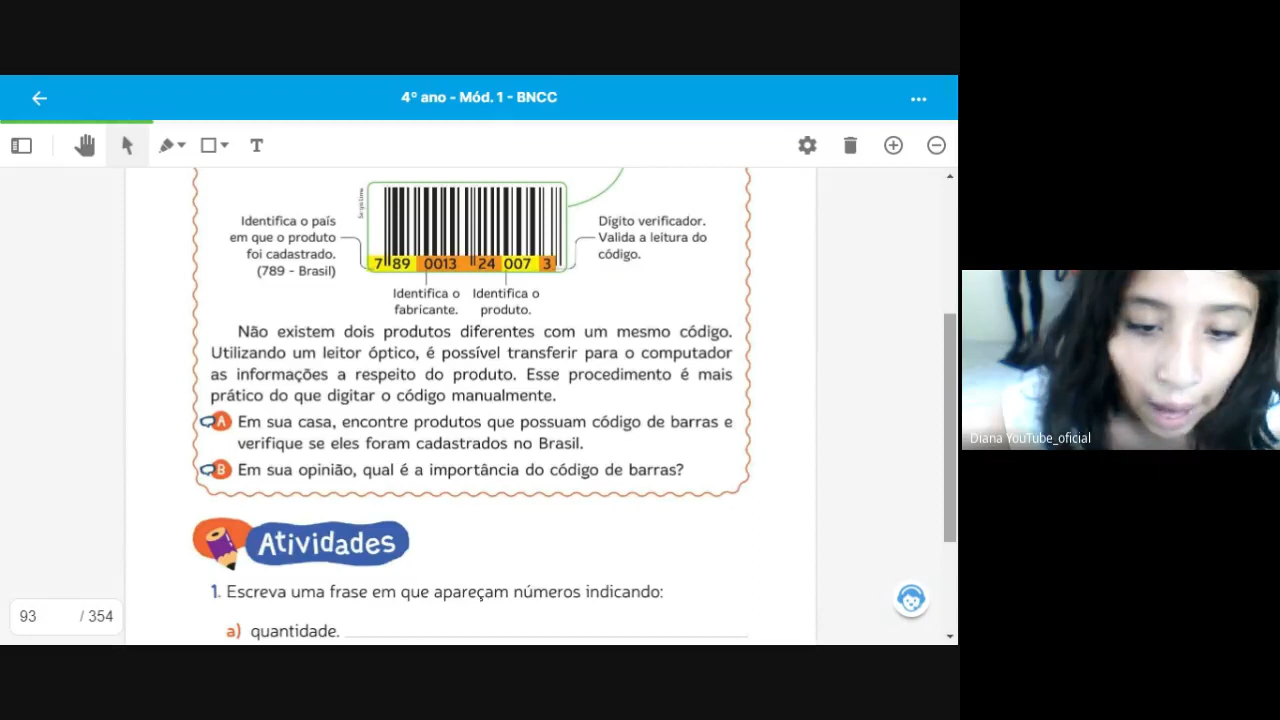 4º ano - Mód. 1 - BNCC
T
Identifica o país
em que o produto
foi cadastrado.
(789 - Brasil)
7 89 0013 24 007 3
Dígito verificador.
Valida a leitura do
código.
Identifica o
fabricante.
Identifica o
produto.
Não existem dois produtos diferentes com um mesmo código.
Utilizando um leitor óptico, é possível transferir para o computador
as informações a respeito do produto. Esse procedimento é mais
prático do que digitar o código manualmente.
A Em sua casa, encontre produtos que possuam código de barras e
verifique se eles foram cadastrados no Brasil.
B Em sua opinião, qual é a importância do código de barras?
Atividades
1. Escreva uma frase em que apareçam números indicando:
a) quantidade.
93 / 354
Diana YouTube_oficial